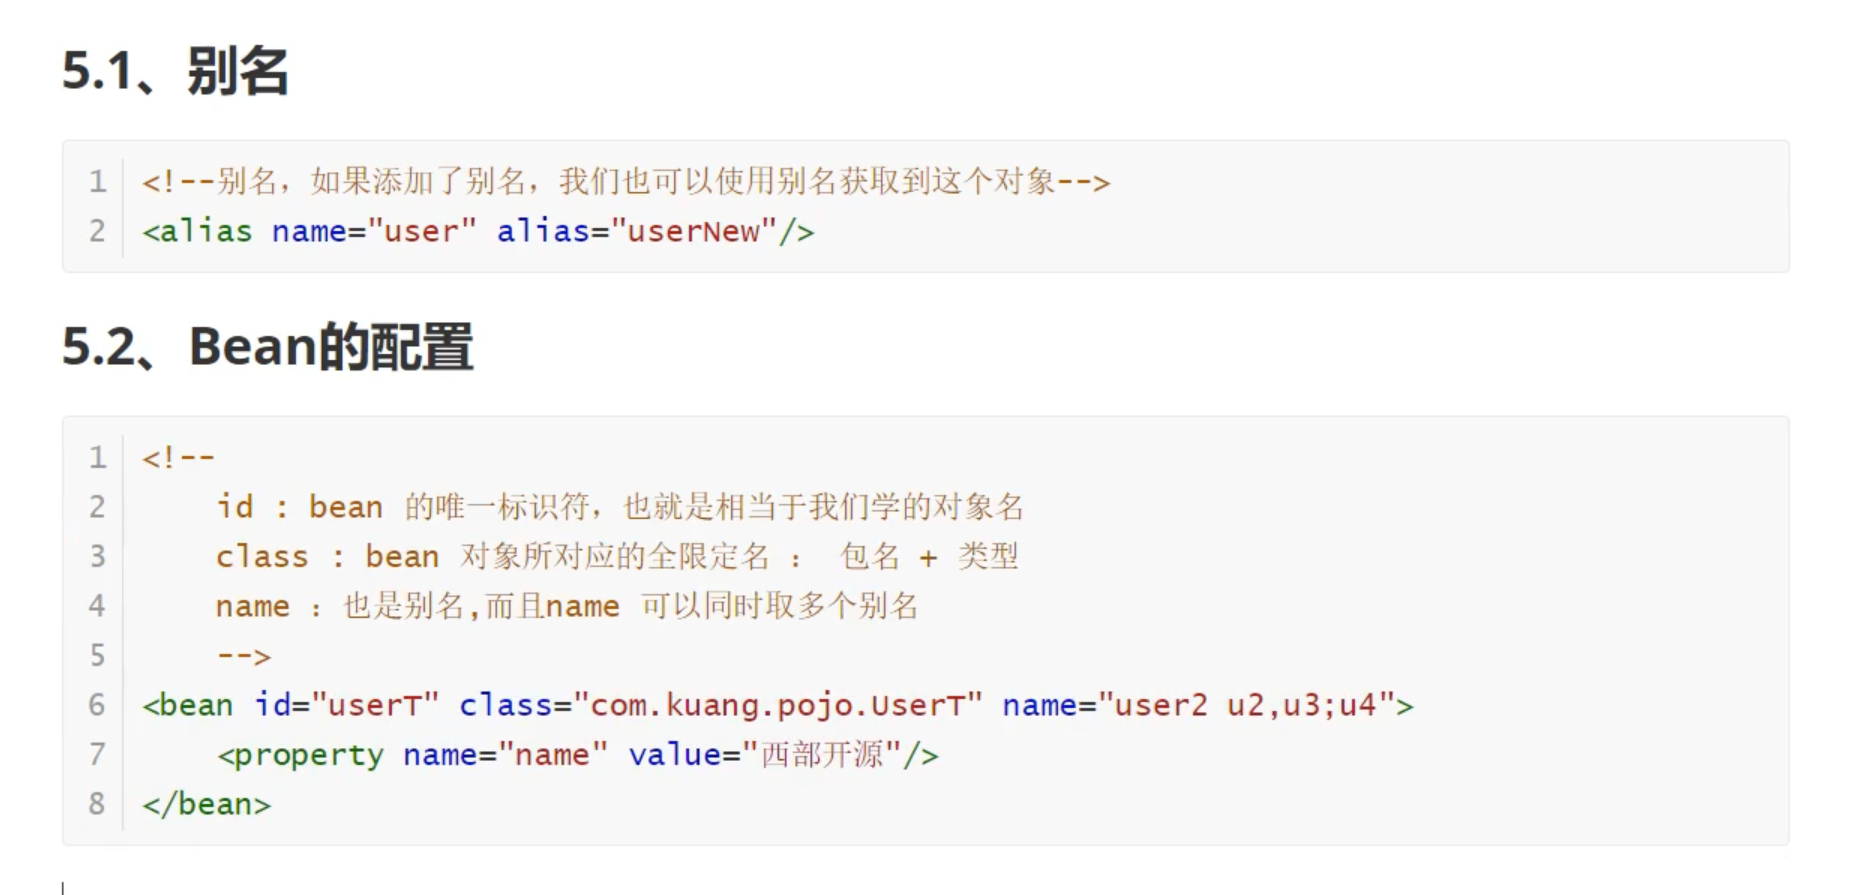 5.1、别名
1 <!--别名，如果添加了别名，我们也可以使用别名获取到这个对象-->
2 <alias name="user" alias="userNew"/>
5.2、Bean的配置
1 <!--
2     id : bean 的唯一标识符，也就是相当于我们学的对象名
3     class : bean 对象所对应的全限定名 ： 包名 + 类型
4     name ：也是别名,而且name 可以同时取多个别名
5     -->
6 <bean id="userT" class="com.kuang.pojo.UserT" name="user2 u2,u3;u4">
7     <property name="name" value="西部开源"/>
8 </bean>